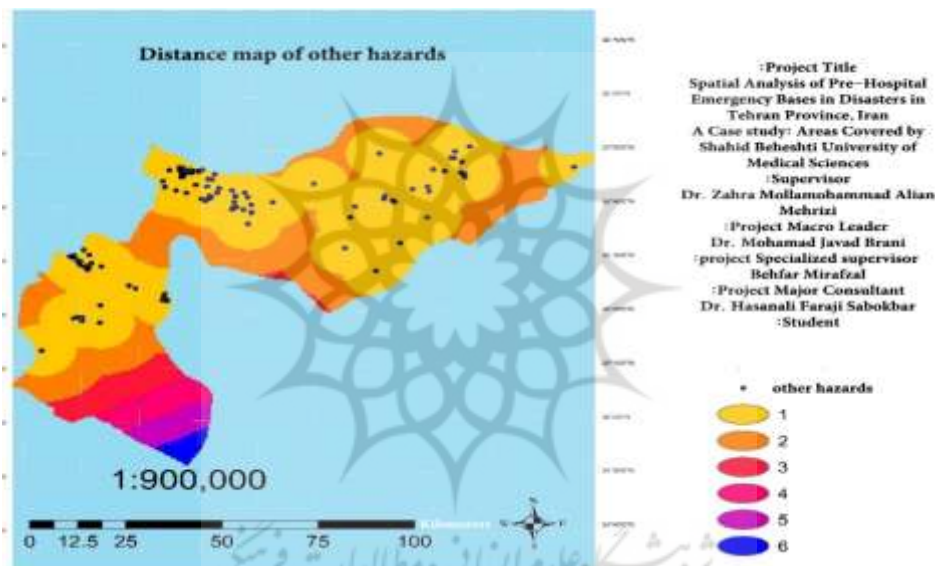 Distance map of other hazards
:Project Title
Spatial Analysis of Pre-Hospital
Emergency Bases in Disasters in
Tehran Province, Iran
A Case study: Areas Covered by
Shahid Beheshti University of
Medical Sciences
:Supervisor
Dr. Zahra Mollamohammad Alian
Mehrizi
:Project Macro Leader
Dr. Mohamad Javad Brani
:project Specialized supervisor
Behfar Mirafzal
:Project Major Consultant
Dr. Hasanali Faraji Sabokbar
:Student
other hazards
1
2
3
4
5
6
1:900,000
Kilometers
0 12.5 25 50 75 100
N